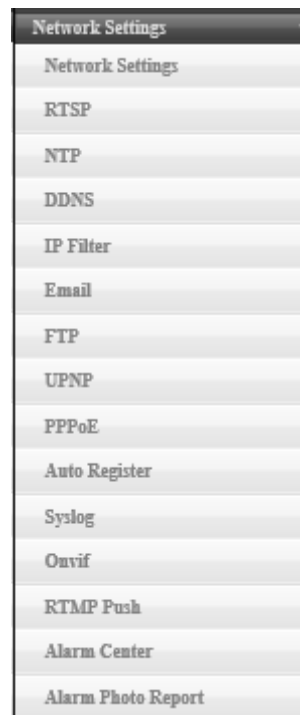 Network Settings
Network Settings
RTSP
NTP
DDNS
IP Filter
Email
FTP
UPNP
PPPoE
Auto Register
Syslog
Onvif
RTMP Push
Alarm Center
Alarm Photo Report